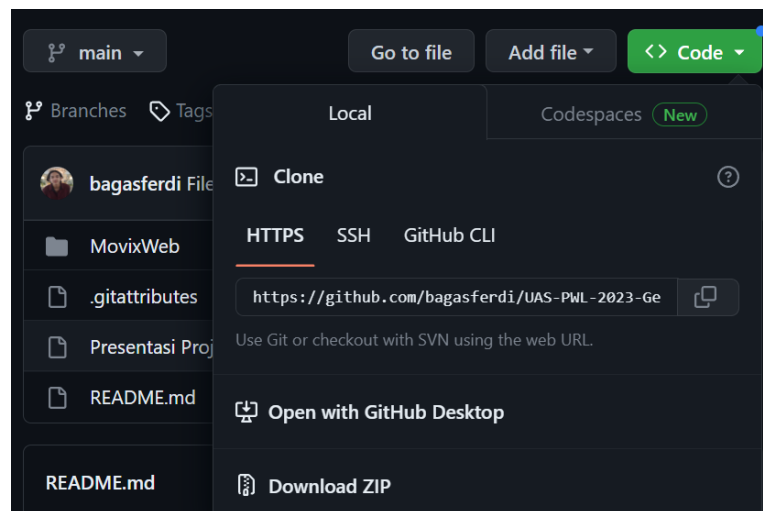 main
Go to file
Add file
<> Code
Branches
Tags
Local
Codespaces New
bagasferdi File
Clone
HTTPS SSH GitHub CLI
MovixWeb
.gitattributes
https://github.com/bagasferdi/UAS-PWL-2023-Ge
Presentasi Proj
Use Git or checkout with SVN using the web URL.
README.md
Open with GitHub Desktop
README.md
Download ZIP